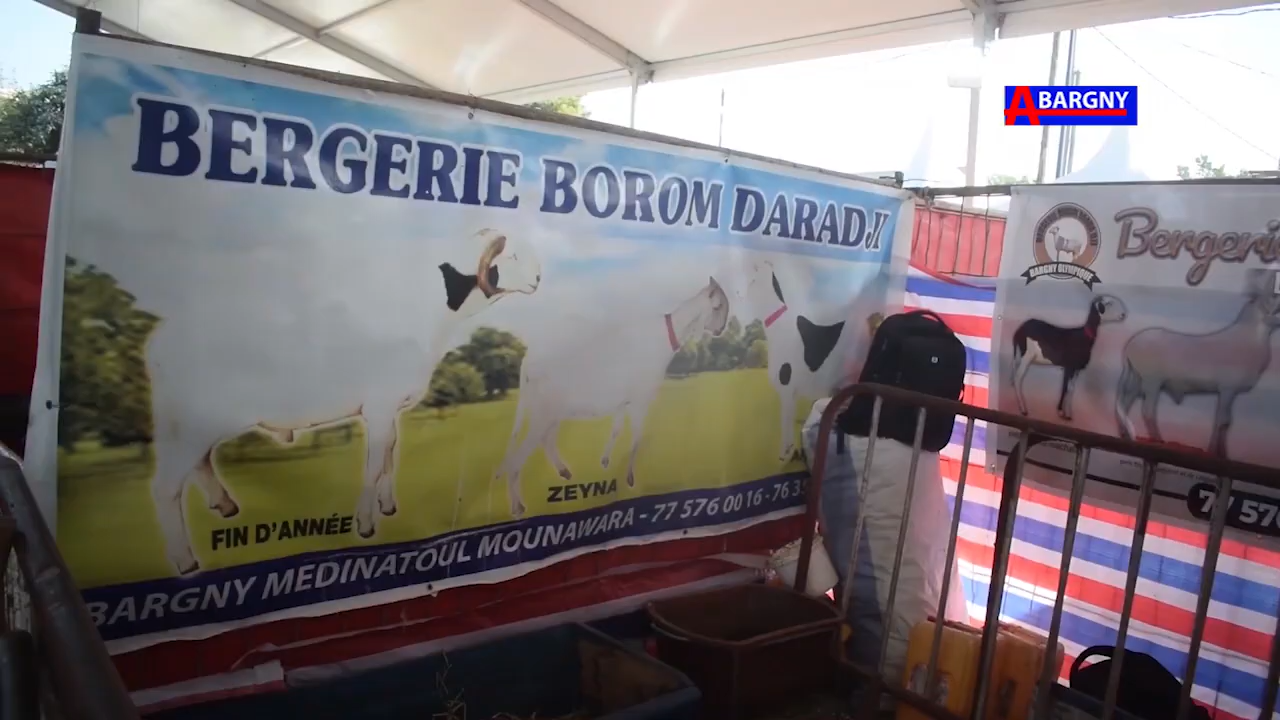 ABARGNY
BERGERIE BOROM DARADJI
FIN D'ANNÉE
ZEYNA
BARGNY MEDINATOUL MOUNAWARA - 77 576 00 16 - 76 3
Bergerie
BARGNY OLYMPIQUE
77 57